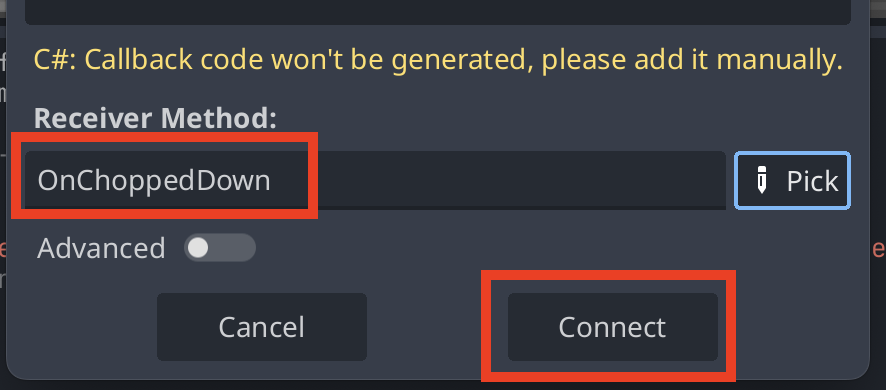 C#: Callback code won't be generated, please add it manually.
Receiver Method:
OnChoppedDown
Pick
Advanced
Cancel
Connect